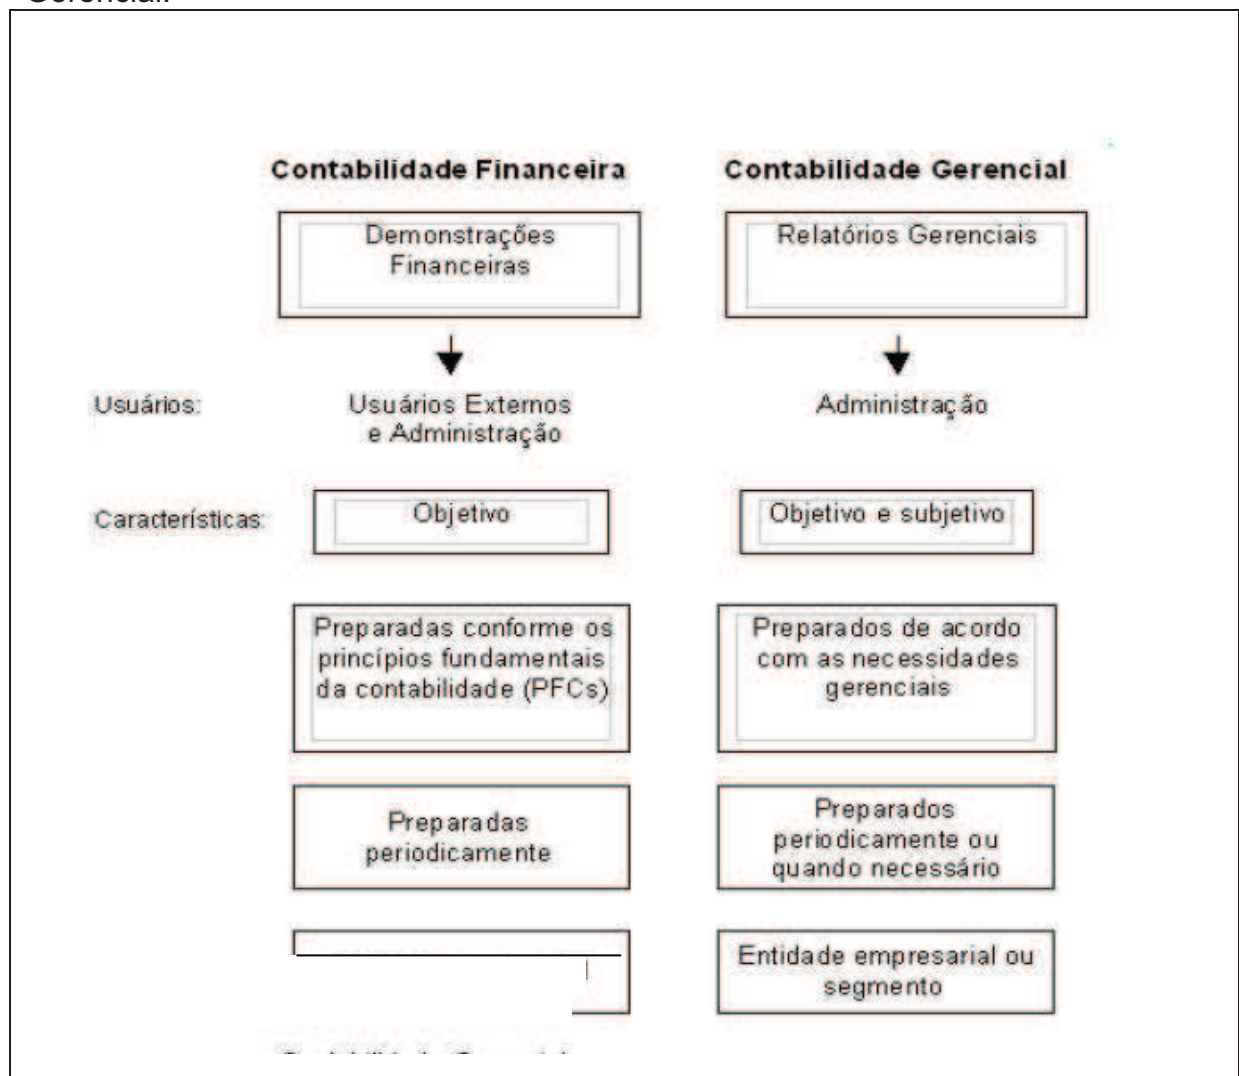 Gerencial.
Contabilidade Financeira
Contabilidade Gerencial
Demonstrações
Financeiras
Relatórios Gerenciais
Usuários:
Usuários Externos
e Administração
Administração
Características:
Objetivo
Objetivo e subjetivo
Preparadas conforme os
princípios fundamentais
da contabilidade (PFCs)
Preparados de acordo
com as necessidades
gerenciais
Preparadas
periodicamente
Preparados
periodicamente ou
quando necessário
Entidade empresarial ou
segmento